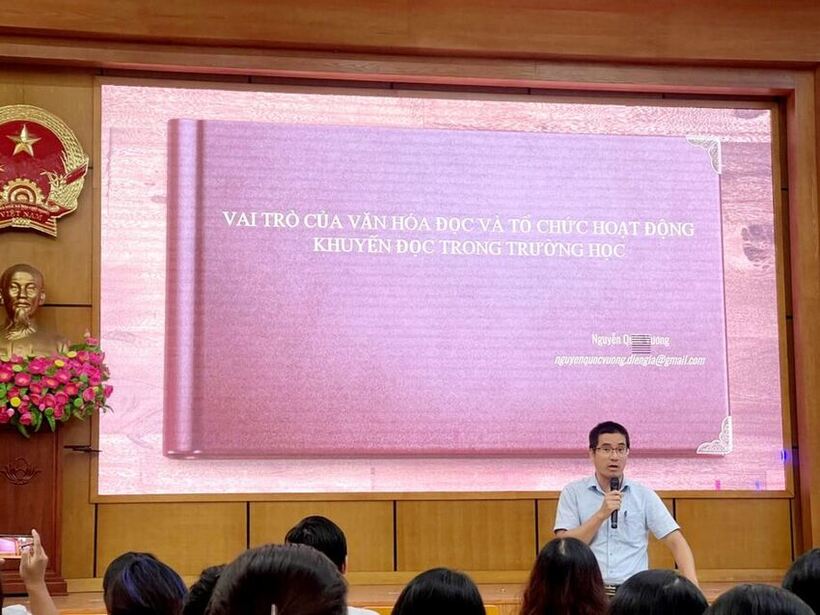 VIỆT NAM
VAI TRÒ CỦA VĂN HÓA ĐỌC VÀ TỔ CHỨC HOẠT ĐỘNG
KHUYẾN ĐỌC TRONG TRƯỜNG HỌC
Nguyễn
nguyenquocvuong.diengia@gmail.com